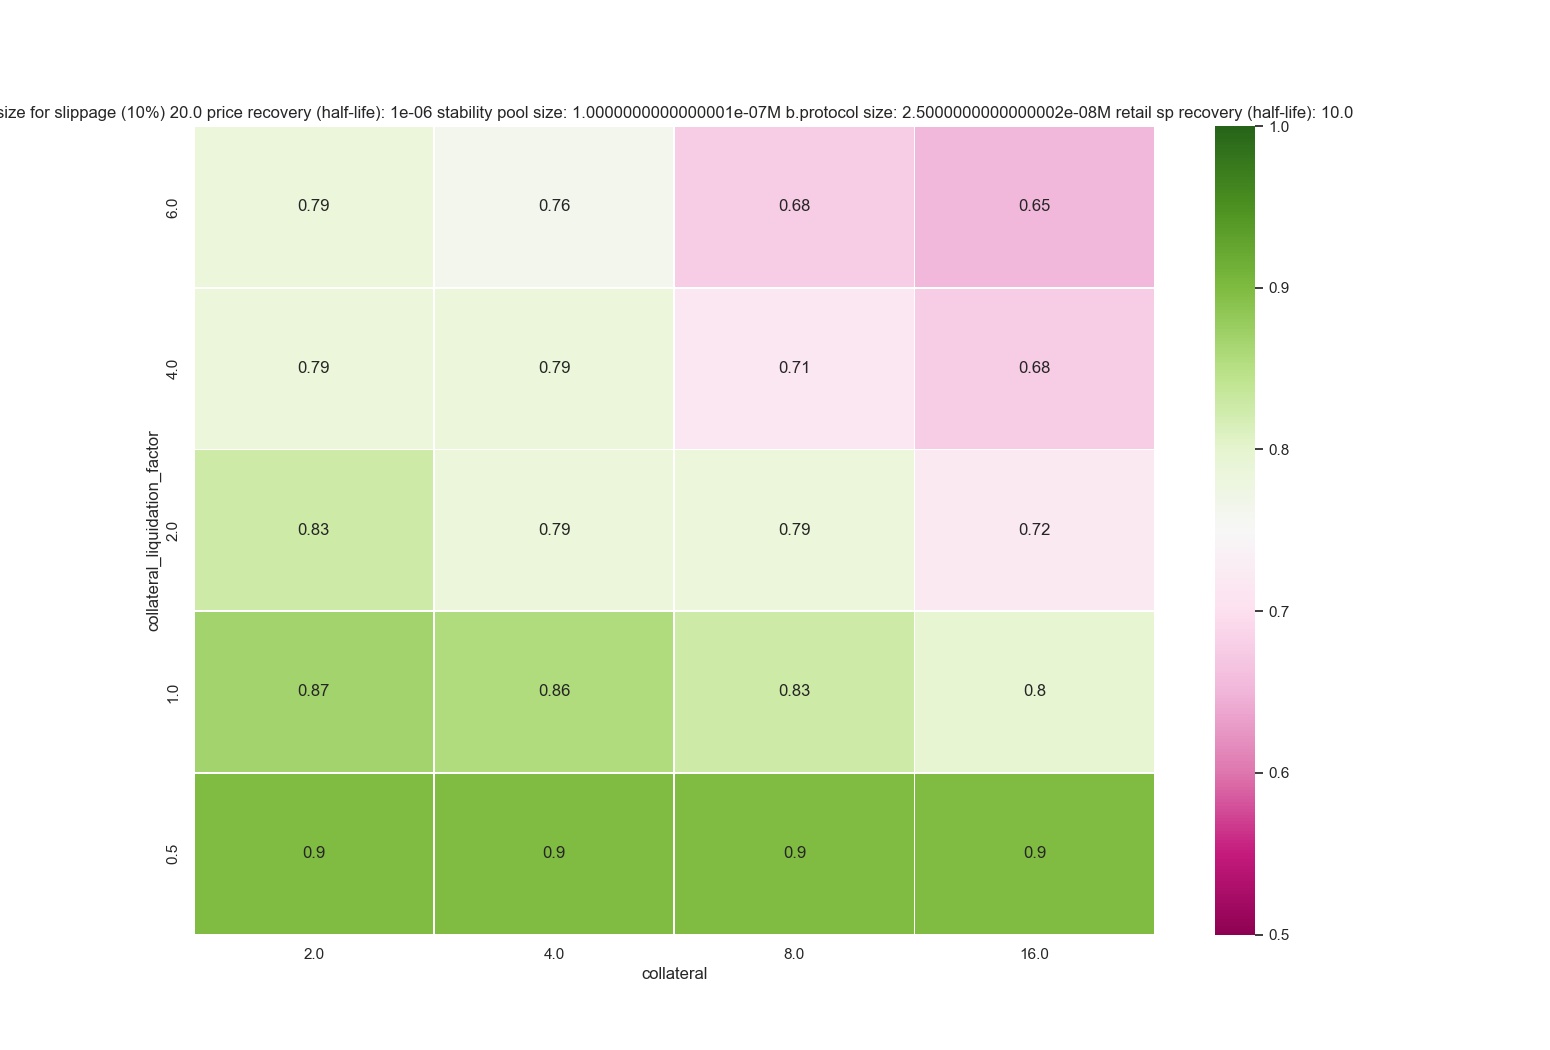 size for slippage (10%) 20.0 price recovery (half-life): 1e-06 stability pool size: 1.0000000000000001e-07M b.protocol size: 2.5000000000000002e-08M retail sp recovery (half-life): 10.0
collateral_liquidation_factor
6.0 0.79 0.76 0.68 0.65
4.0 0.79 0.79 0.71 0.68
2.0 0.83 0.79 0.79 0.72
1.0 0.87 0.86 0.83 0.8
0.5 0.9 0.9 0.9 0.9
2.0 4.0 8.0 16.0
collateral
1.0
0.9
0.8
0.7
0.6
0.5